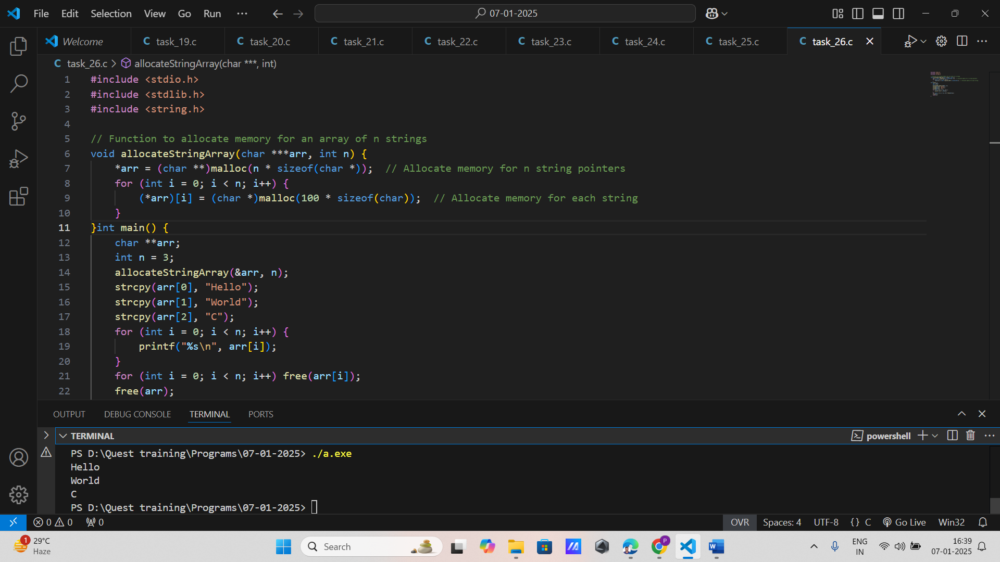 File Edit Selection View Go Run ··· 07-01-2025
Welcome task_19.c task_20.c task_21.c task_22.c task_23.c task_24.c task_25.c task_26.c
C task_26.c > allocateStringArray(char ***, int)
1 #include <stdio.h>
2 #include <stdlib.h>
3 #include <string.h>
4
5 // Function to allocate memory for an array of n strings
6 void allocateStringArray(char ***arr, int n) {
7     *arr = (char **)malloc(n * sizeof(char *));  // Allocate memory for n string pointers
8     for (int i = 0; i < n; i++) {
9         (*arr)[i] = (char *)malloc(100 * sizeof(char));  // Allocate memory for each string
10     }
11 }int main() {
12     char **arr;
13     int n = 3;
14     allocateStringArray(&arr, n);
15     strcpy(arr[0], "Hello");
16     strcpy(arr[1], "World");
17     strcpy(arr[2], "C");
18     for (int i = 0; i < n; i++) {
19         printf("%s\n", arr[i]);
20     }
21     for (int i = 0; i < n; i++) free(arr[i]);
22     free(arr);
OUTPUT DEBUG CONSOLE TERMINAL PORTS
TERMINAL powershell
PS D:\Quest training\Programs\07-01-2025> ./a.exe
Hello
World
C
PS D:\Quest training\Programs\07-01-2025>
0 0 0 OVR Spaces: 4 UTF-8 {} C Go Live Win32
1 29°C
Haze
Search
ENG
IN
16:39
07-01-2025